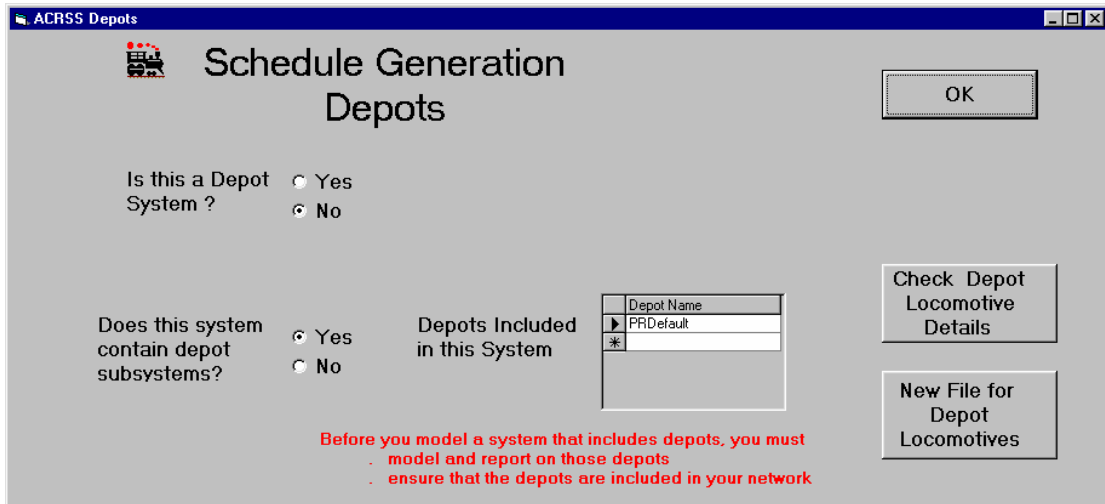 ACRSS Depots
Schedule Generation
Depots
OK
Is this a Depot
System ?
Yes
No
Does this system
contain depot
subsystems?
Yes
No
Depots Included
in this System
Depot Name
PRDefault
Check Depot
Locomotive
Details
New File for
Depot
Locomotives
Before you model a system that includes depots, you must
. model and report on those depots
. ensure that the depots are included in your network